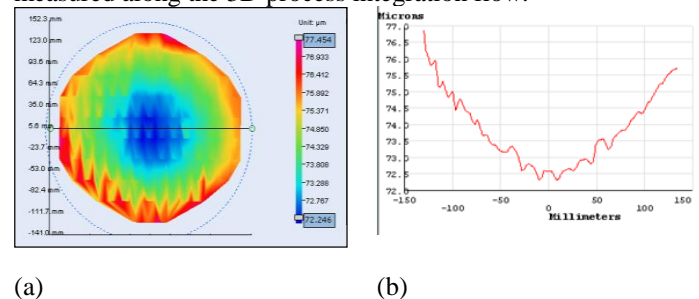 measured along the 3D process integration flow.
152.3 mm
123.0 mm
93.6 mm
64.3 mm
35.0 mm
5.6 mm
-23.7 mm
-53.0 mm
-82.4 mm
-111.7 mm
-141.0 mm
Unit: µm
77.454
76.933
76.412
75.892
75.371
74.850
74.329
73.808
73.288
72.767
72.246
Microns
77.0
76.5
76.0
75.5
75.0
74.5
74.0
73.5
73.0
72.5
72.0
-150 -100 -50 0 50 100 150
Millimeters
(a) (b)